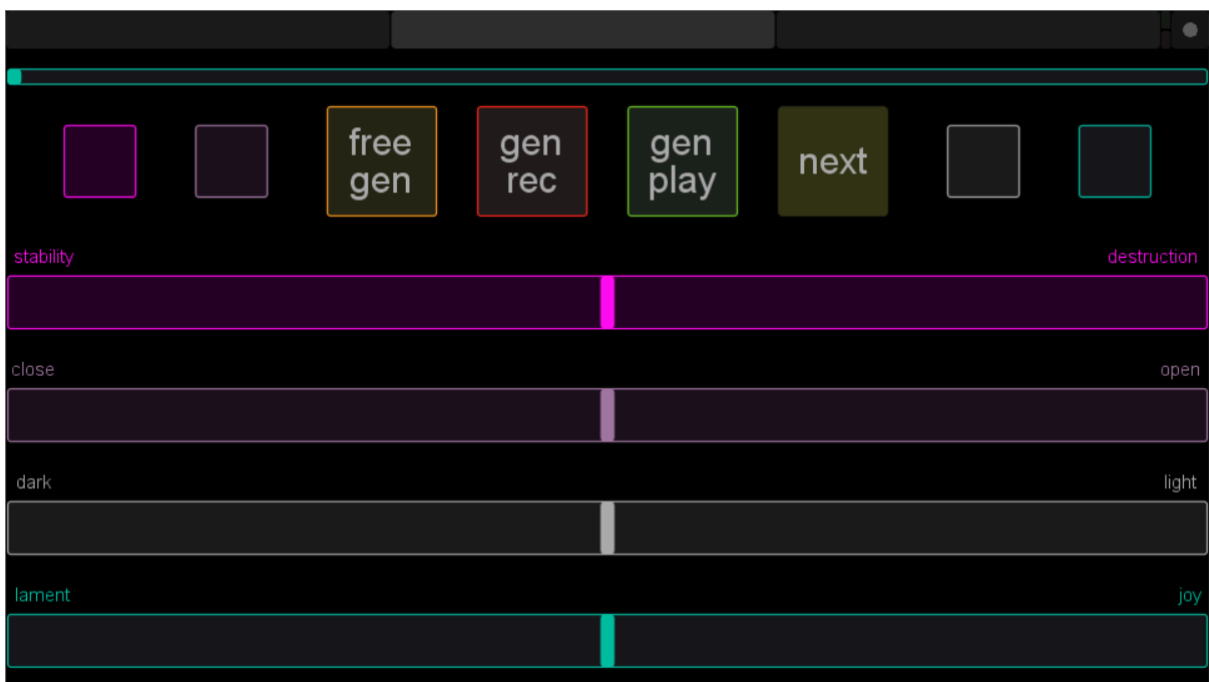 free gen
gen rec
gen play
next
stability destruction
close open
dark light
lament joy